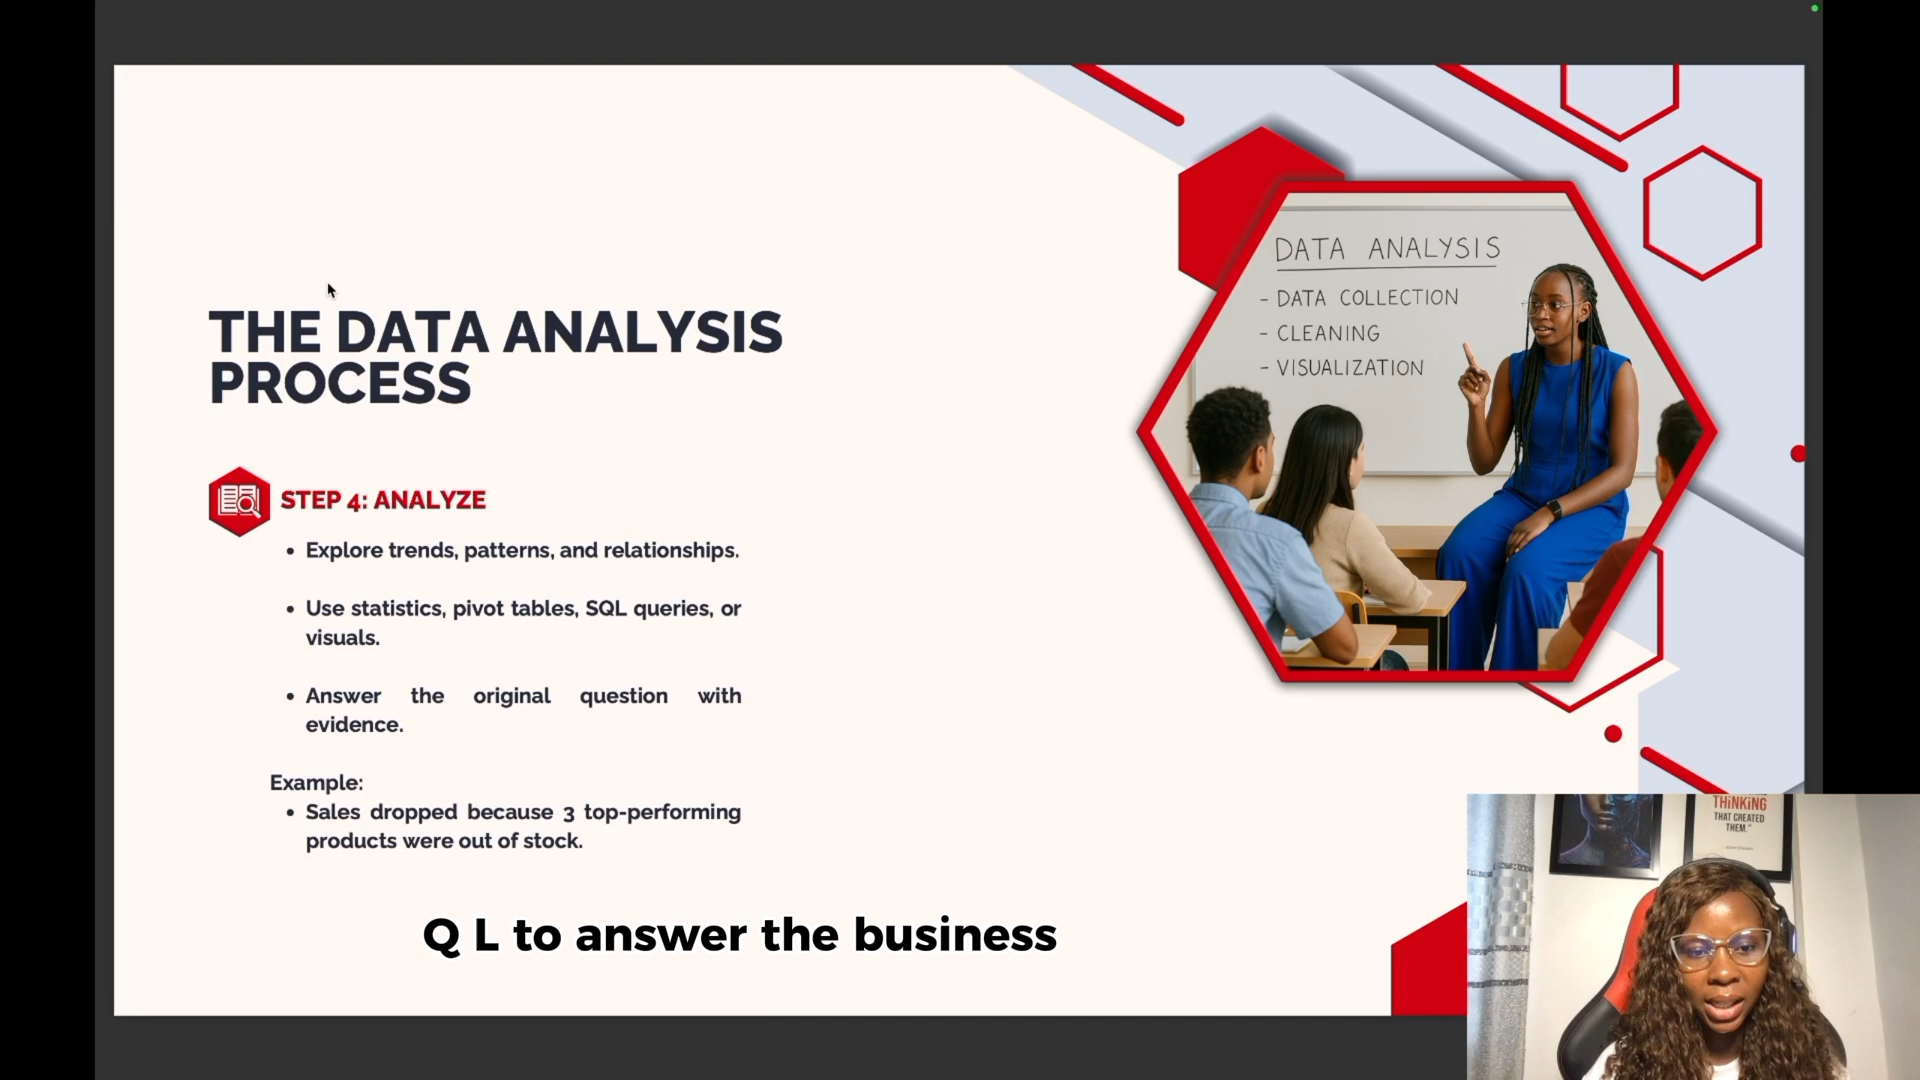 DATA ANALYSIS
- DATA COLLECTION
- CLEANING
- VISUALIZATION
THE DATA ANALYSIS
PROCESS
STEP 4: ANALYZE
• Explore trends, patterns, and relationships.
• Use statistics, pivot tables, SQL queries, or
visuals.
• Answer the original question with
evidence.
Example:
• Sales dropped because 3 top-performing
products were out of stock.
THiNKiNG
THAT CREATED
THEM."
Q L to answer the business